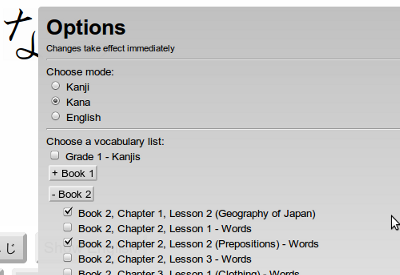 な
Options
Changes take effect immediately
Choose mode:
Kanji
Kana
English
Choose a vocabulary list:
Grade 1 - Kanjis
+ Book 1
- Book 2
Book 2, Chapter 1, Lesson 2 (Geography of Japan)
Book 2, Chapter 2, Lesson 1 - Words
Book 2, Chapter 2, Lesson 2 (Prepositions) - Words
Book 2, Chapter 2, Lesson 3 - Words
Book 2, Chapter 3, Lesson 1 (Clothing) - Words
じ